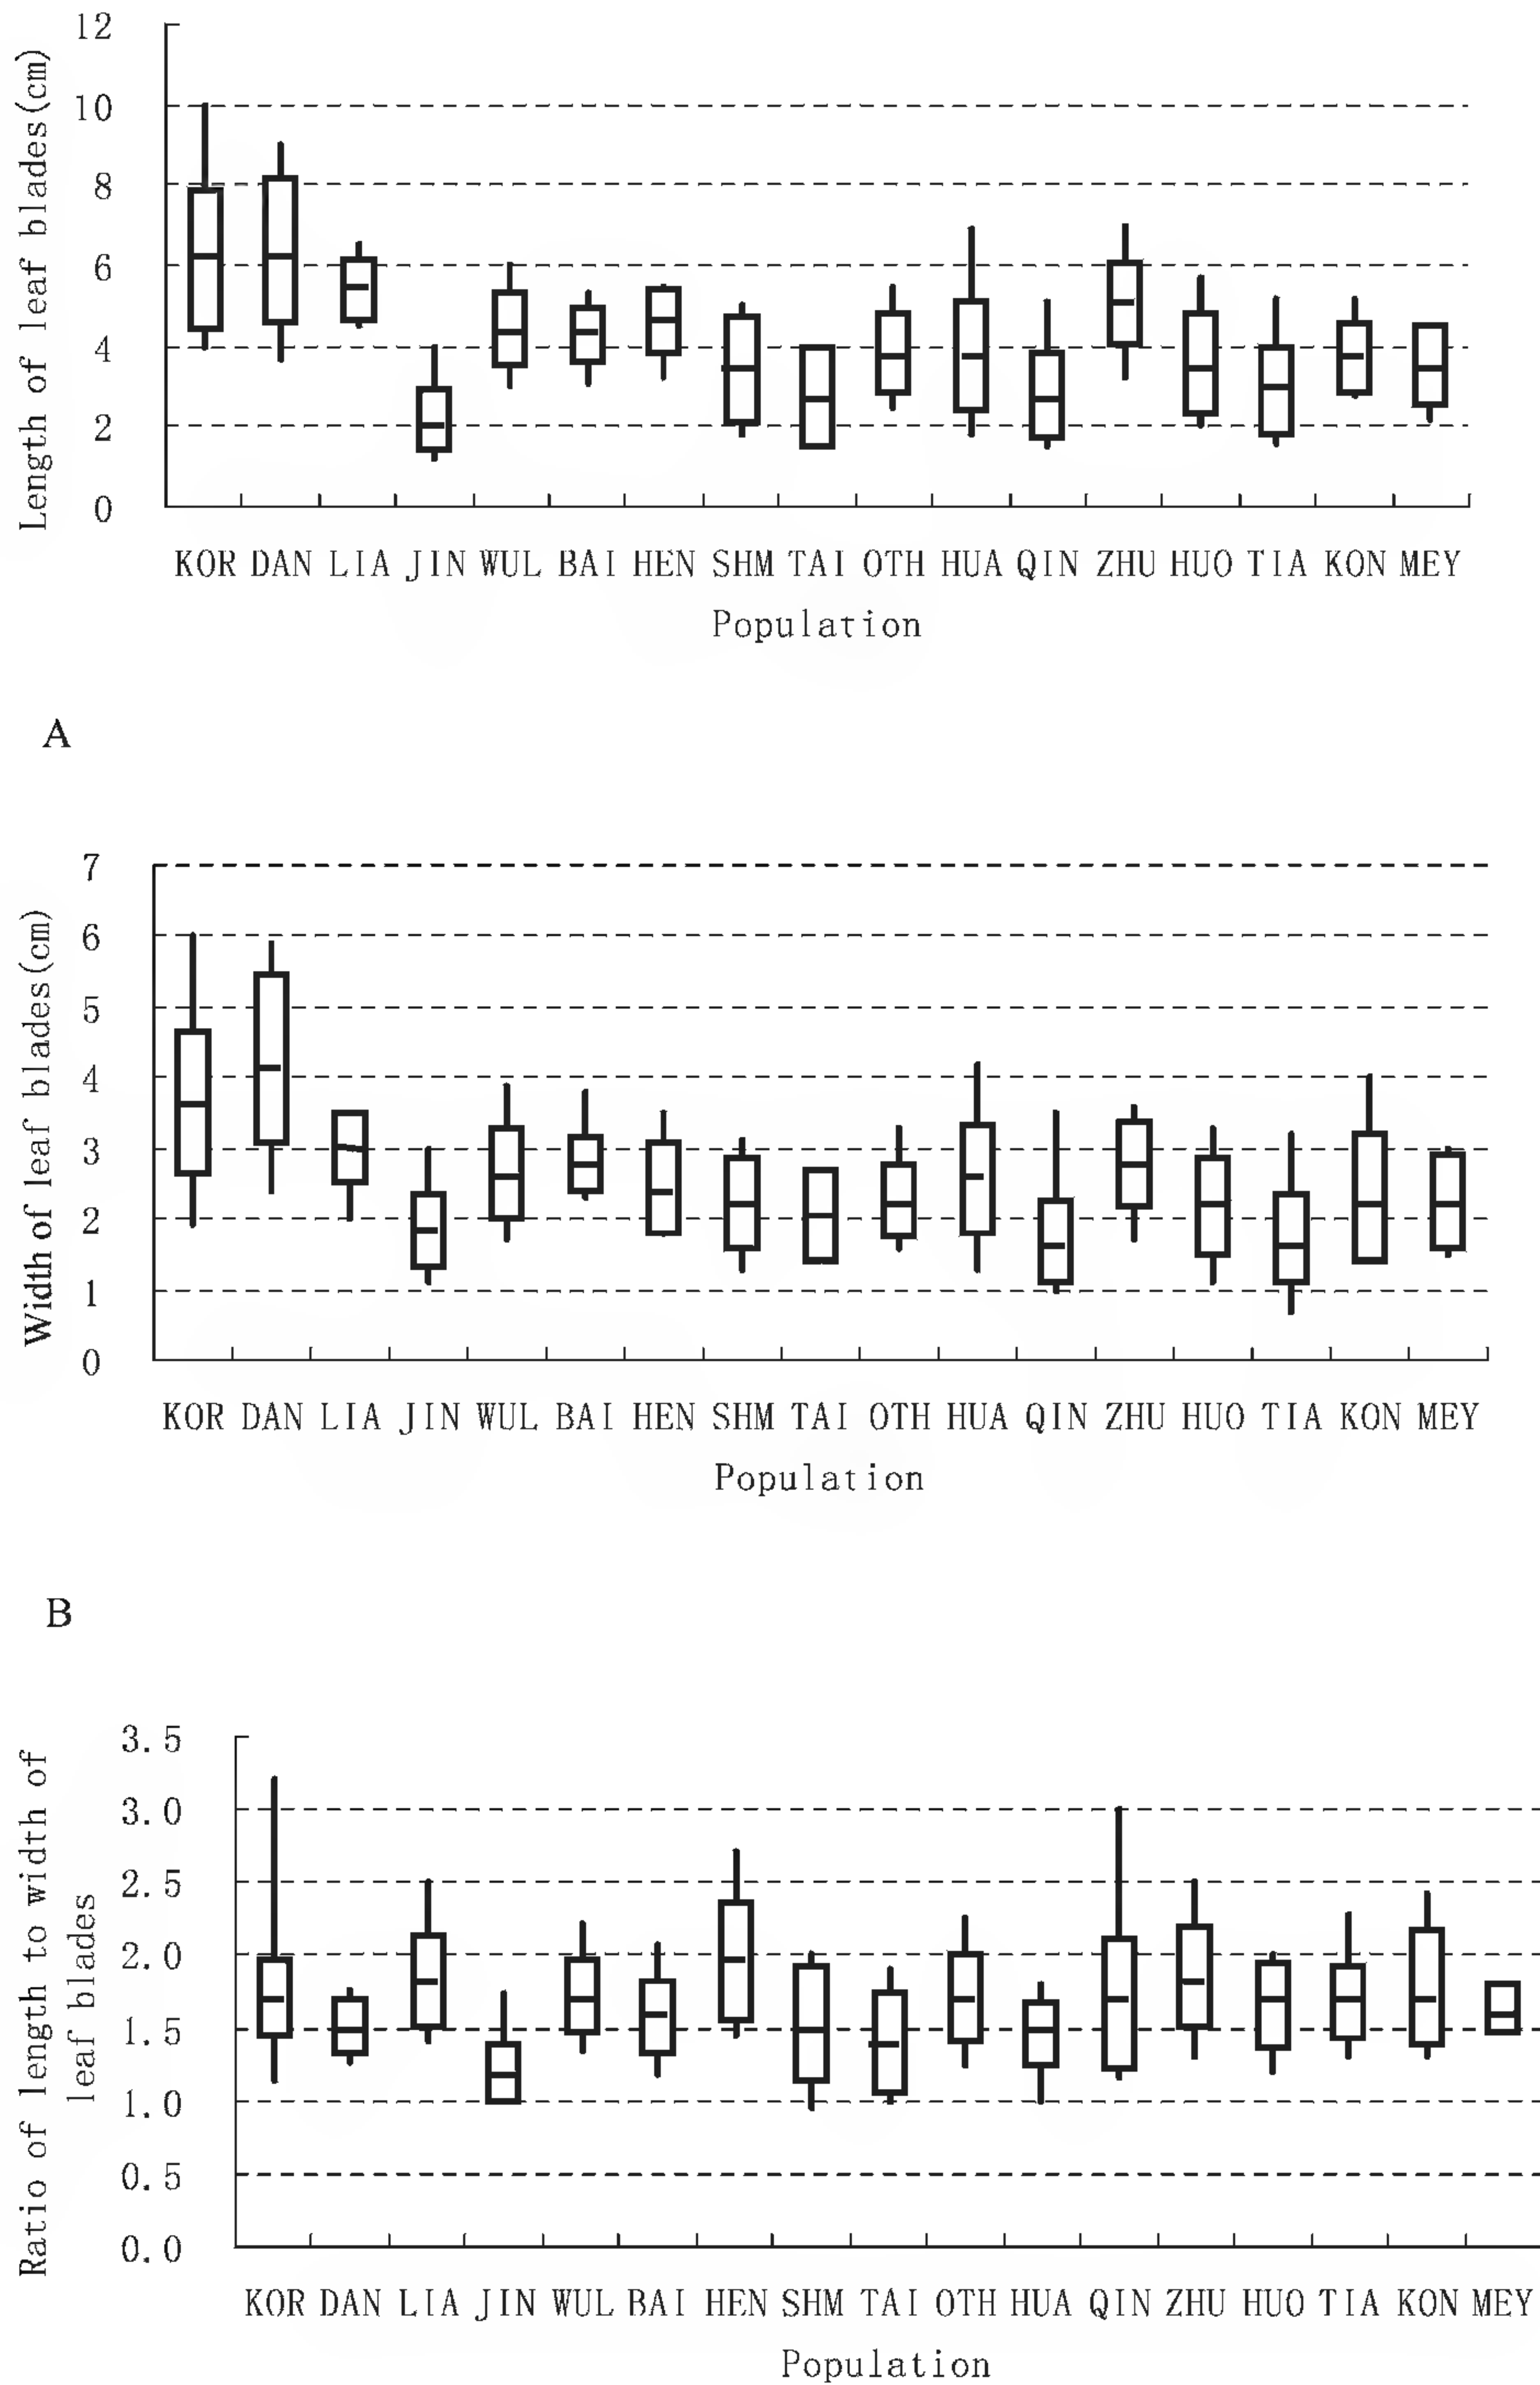 Length of leaf blades(cm)
12
10
8
6
4
2
0
KOR DAN LIA JIN WUL BAI HEN SHM TAI OTH HUA QIN ZHU HUO TIA KON MEY
Population
A
Width of leaf blades(cm)
7
6
5
4
3
2
1
0
KOR DAN LIA JIN WUL BAI HEN SHM TAI OTH HUA QIN ZHU HUO TIA KON MEY
Population
B
Ratio of length to width of
leaf blades
3.5
3.0
2.5
2.0
1.5
1.0
0.5
0.0
KOR DAN LIA JIN WUL BAI HEN SHM TAI OTH HUA QIN ZHU HUO TIA KON MEY
Population